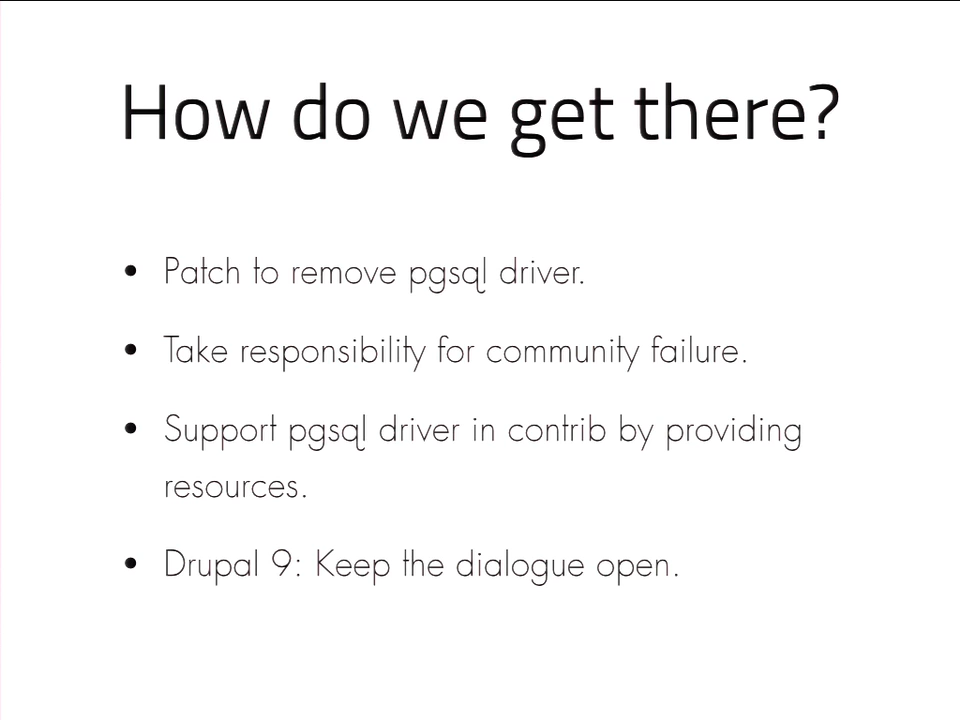 How do we get there?
• Patch to remove pgsql driver.
• Take responsibility for community failure.
• Support pgsql driver in contrib by providing
resources.
• Drupal 9: Keep the dialogue open.